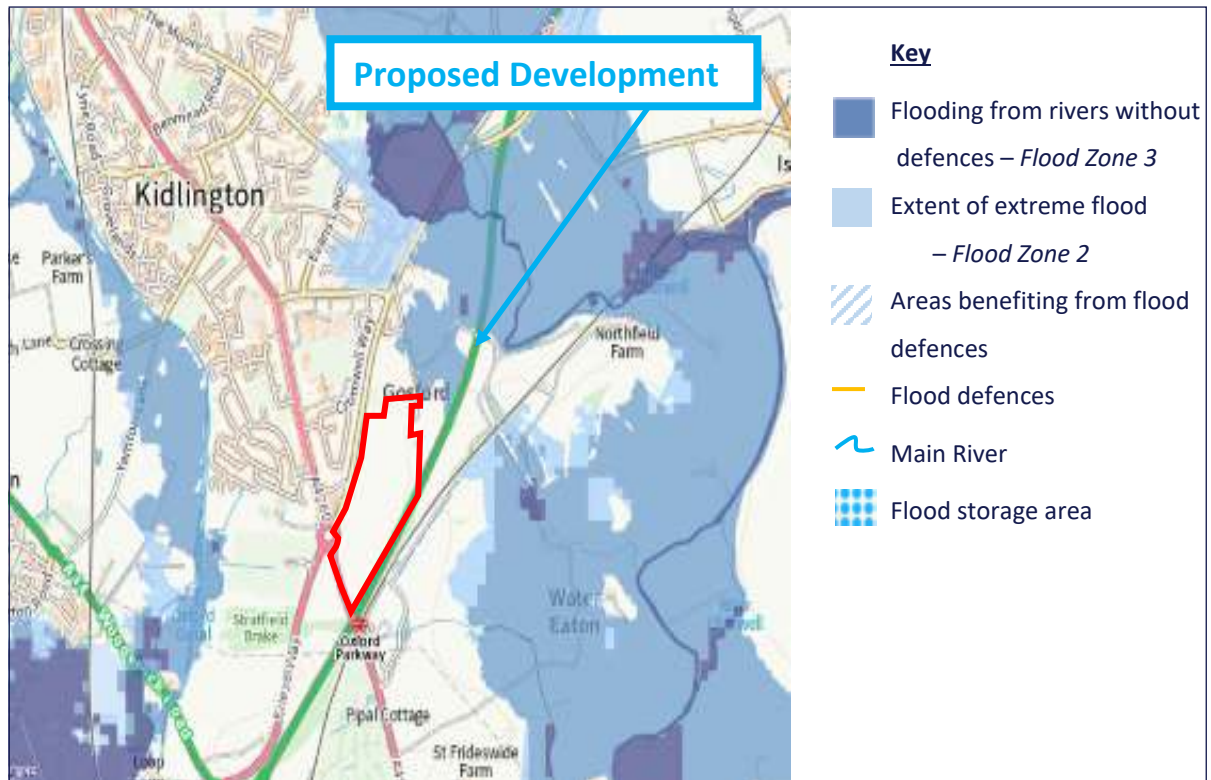 Proposed Development
Kidlington
Parker's
Farm
Crossing
Cottage
Northfield
Farm
Gosford
Water
Eaton
Stratfield
Brake
Oxford
Parkway
Pipal Cottage
St Frideswide
Farm
Loop
Key
Flooding from rivers without
defences – Flood Zone 3
Extent of extreme flood
– Flood Zone 2
Areas benefiting from flood
defences
Flood defences
Main River
Flood storage area